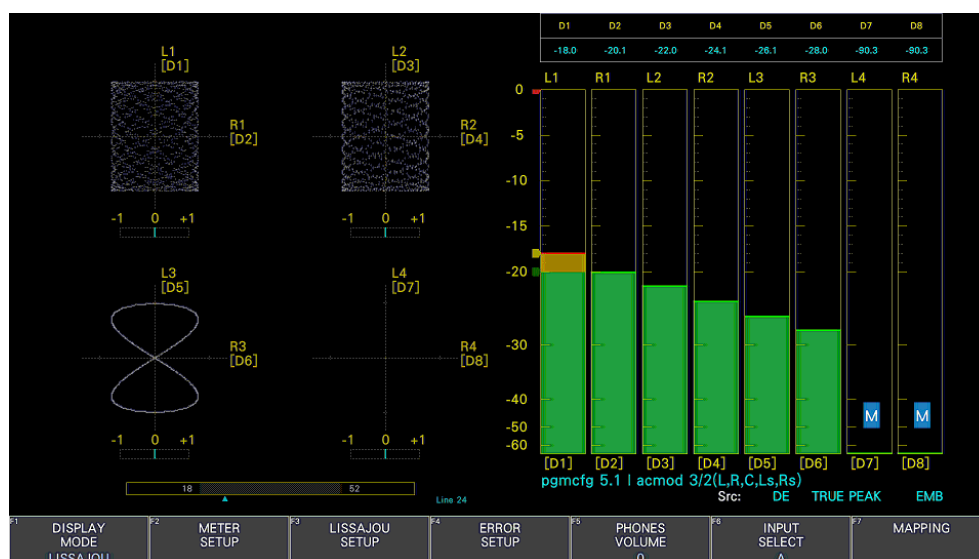 D1 D2 D3 D4 D5 D6 D7 D8
-18.0 -20.1 -22.0 -24.1 -26.1 -28.0 -90.3 -90.3
L1
[D1]
R1
[D2]
-1 0 +1
L2
[D3]
R2
[D4]
-1 0 +1
L3
[D5]
R3
[D6]
-1 0 +1
L4
[D7]
R4
[D8]
-1 0 +1
18 52
Line 24
L1 R1 L2 R2 L3 R3 L4 R4
0
-5
-10
-15
-20
-30
-40
-50
-60
M M
[D1] [D2] [D3] [D4] [D5] [D6] [D7] [D8]
pgmcfg 5.1 | acmod 3/2(L,R,C,Ls,Rs)
Src: DE TRUE PEAK EMB
F1 DISPLAY
MODE
LISSAJOU
F2 METER
SETUP
F3 LISSAJOU
SETUP
F4 ERROR
SETUP
F5 PHONES
VOLUME
0
F6 INPUT
SELECT
A
F7 MAPPING